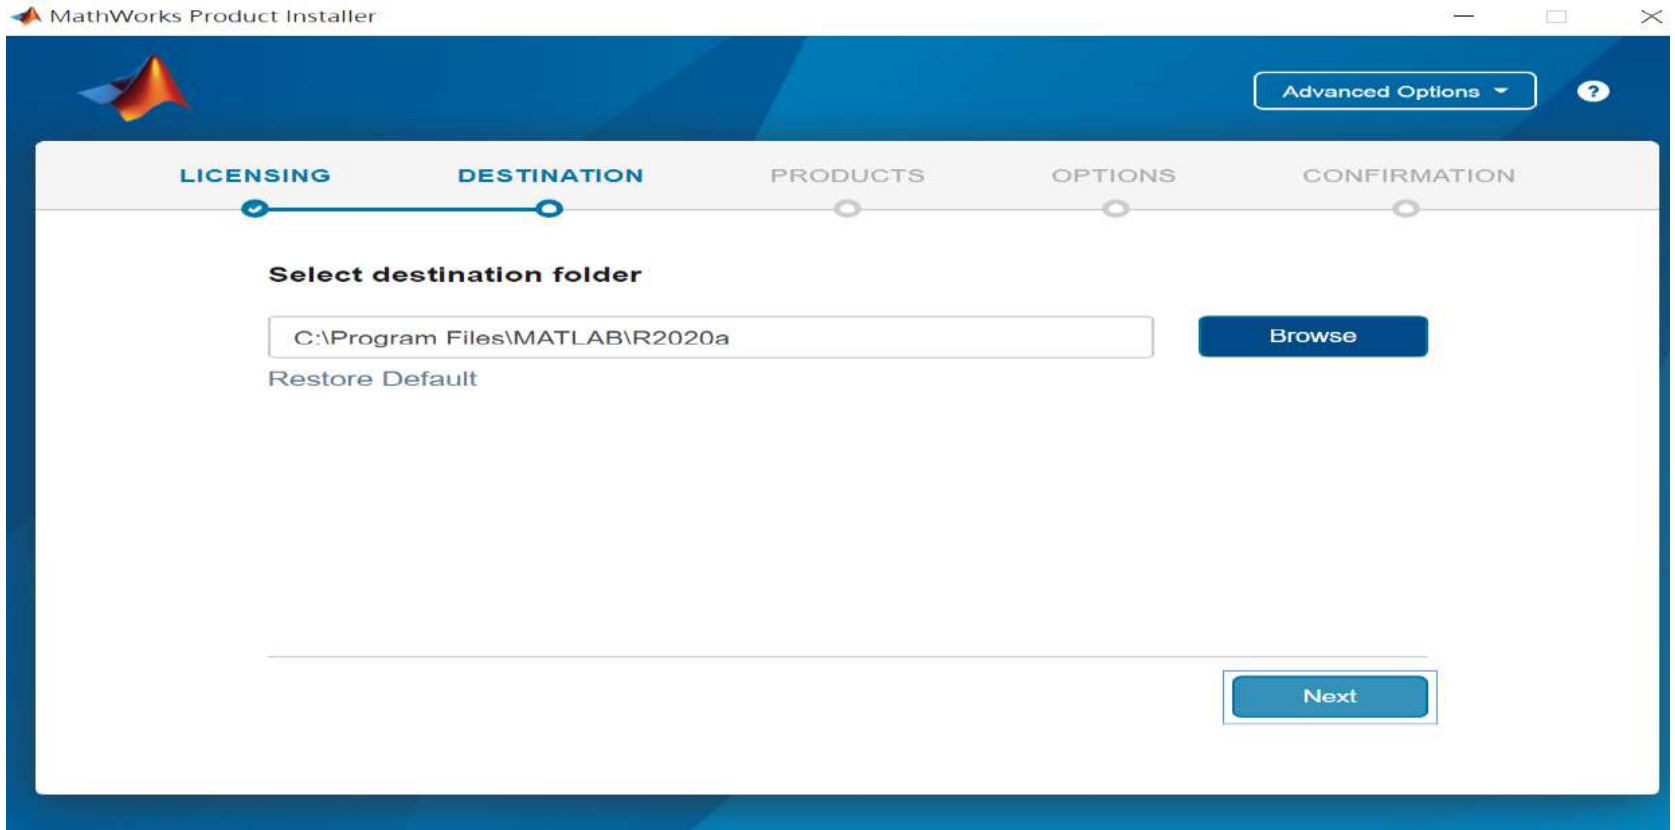 MathWorks Product Installer
Advanced Options
?
LICENSING DESTINATION PRODUCTS OPTIONS CONFIRMATION
Select destination folder
C:\Program Files\MATLAB\R2020a Browse
Restore Default
Next